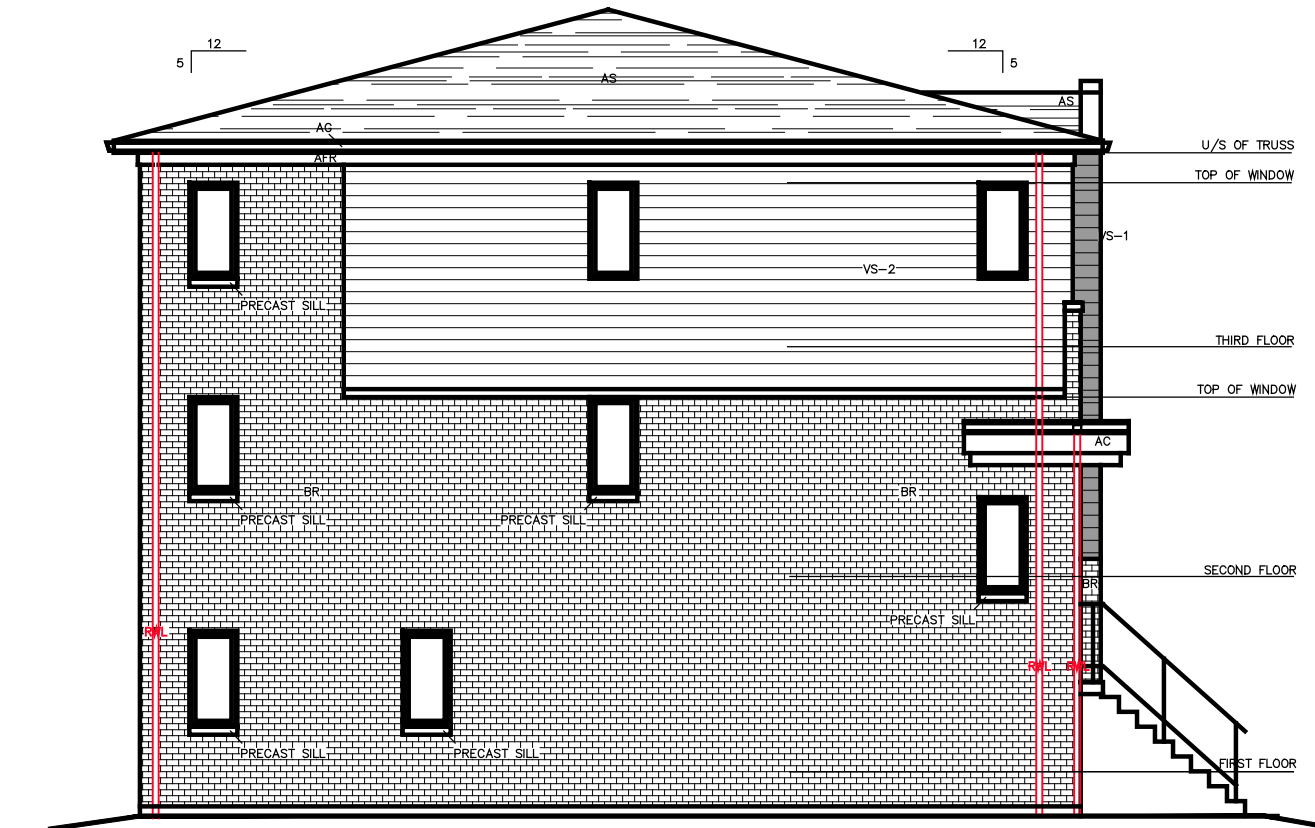 12
12
5
5
AS
AS
AG
U/S OF TRUSS
AFR
TOP OF WINDOW
VS-1
VS-2
PRECAST SILL
THIRD FLOOR
TOP OF WINDOW
AC
BR
BR
PRECAST SILL
PRECAST SILL
SECOND FLOOR
BR
PRECAST SILL
RWL
RWL
RWL
PRECAST SILL
PRECAST SILL
FIRST FLOOR